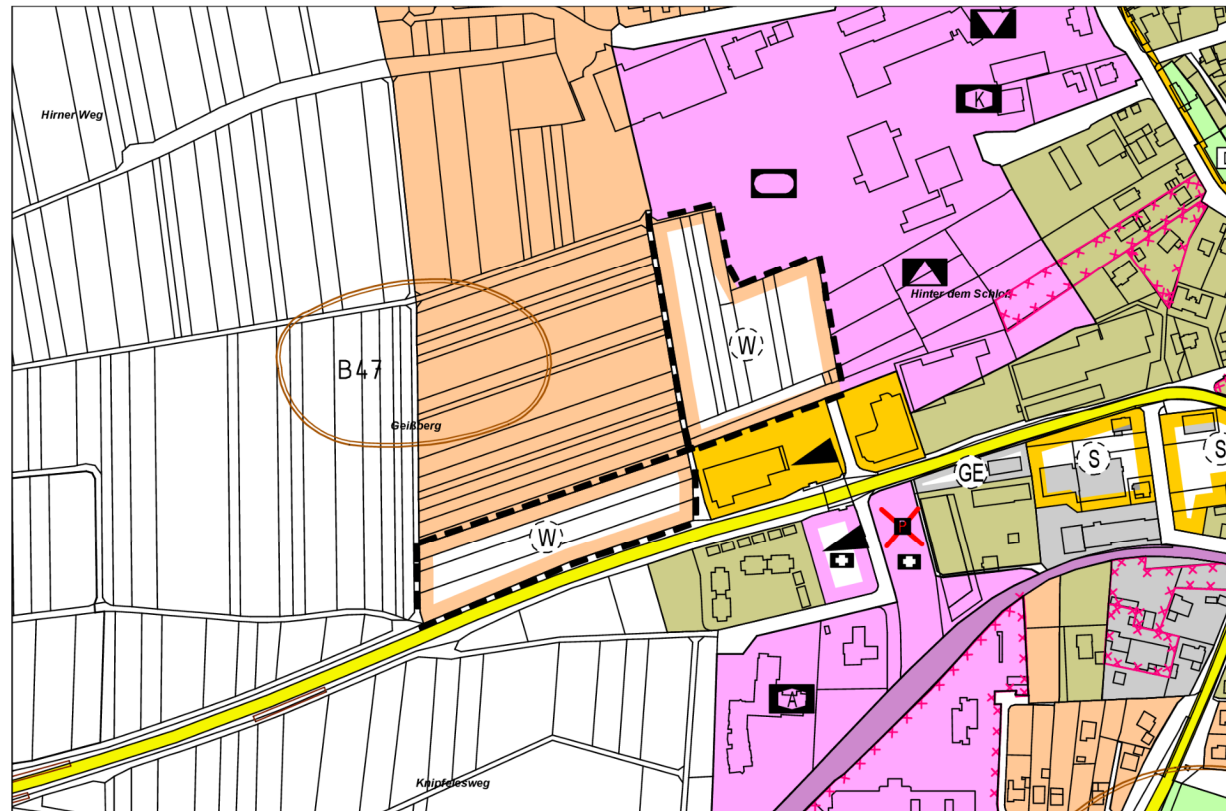 K
Hirner Weg
Hinter dem Schloß
W
B47
Geißberg
S
S
GE
W
P
A
Knipfelesweg